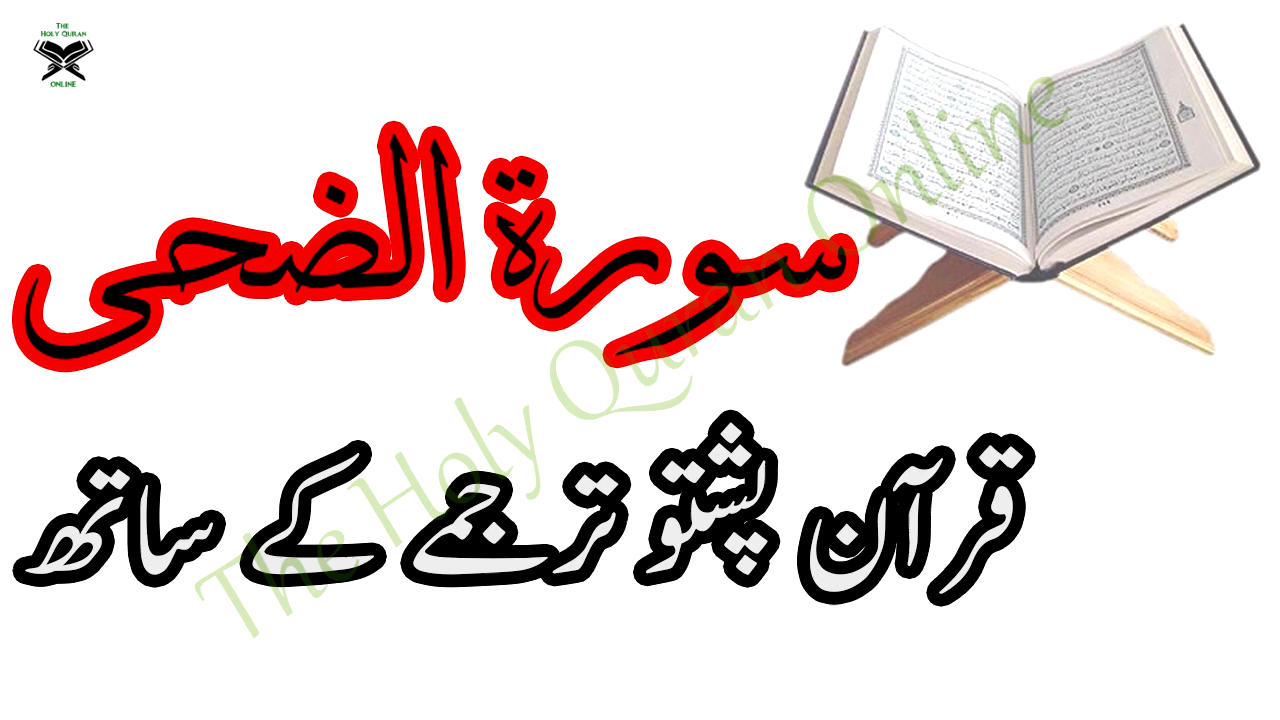 THE
HOLY QURAN
ONLINE
سورة الضحى
قرآن پشتو ترجمے کے ساتھ
The Holy Quran Online